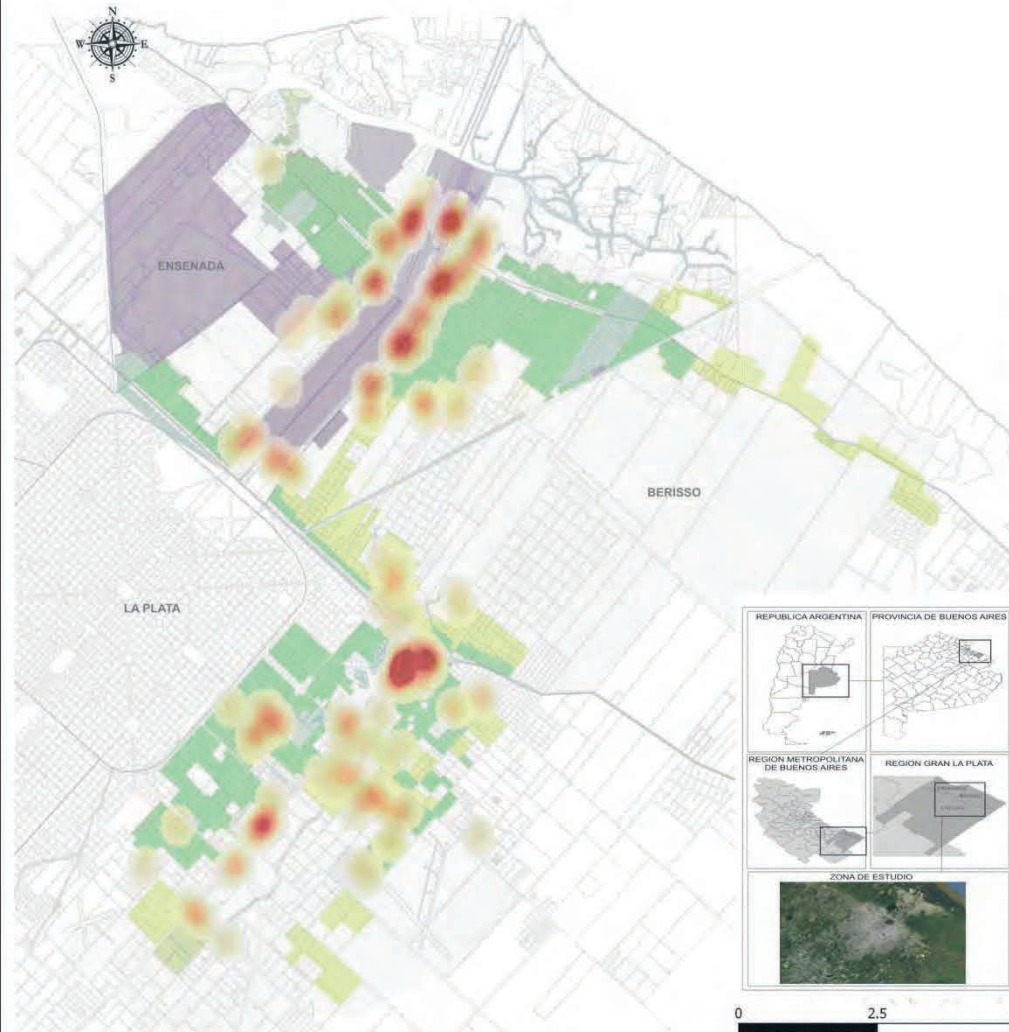 N
W E
S
ENSENADA
BERISSO
LA PLATA
REPUBLICA ARGENTINA
PROVINCIA DE BUENOS AIRES
REGION METROPOLITANA
DE BUENOS AIRES
REGION GRAN LA PLATA
ZONA DE ESTUDIO
0 2.5